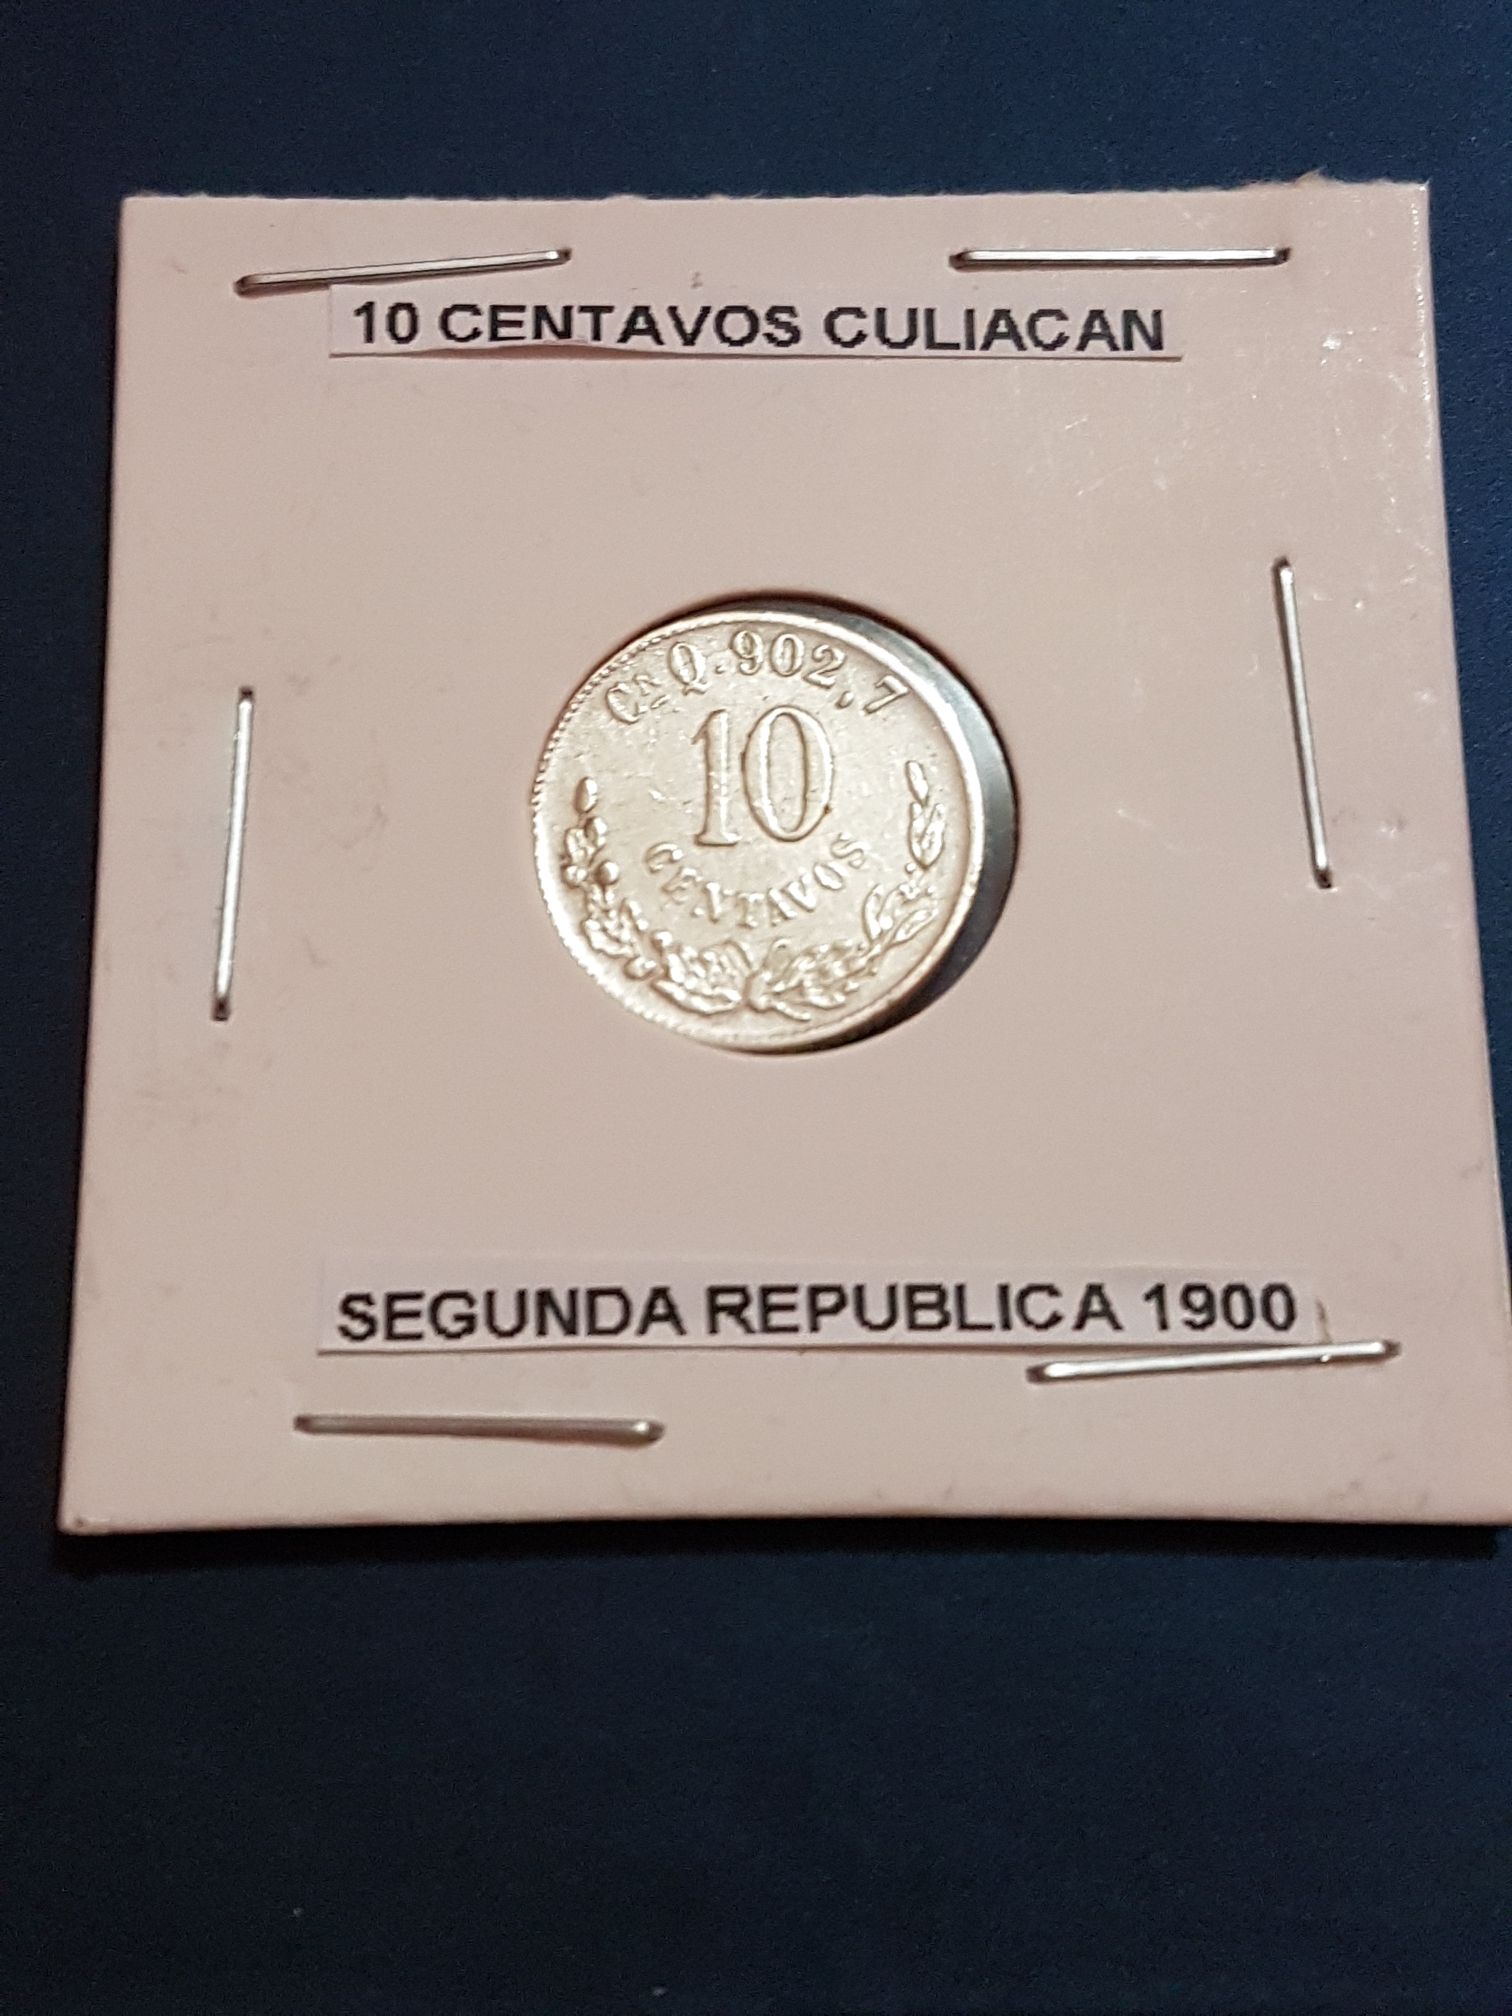 10 CENTAVOS CULIACAN
Cn Q. 902,7
10
CENTAVOS
SEGUNDA REPUBLICA 1900